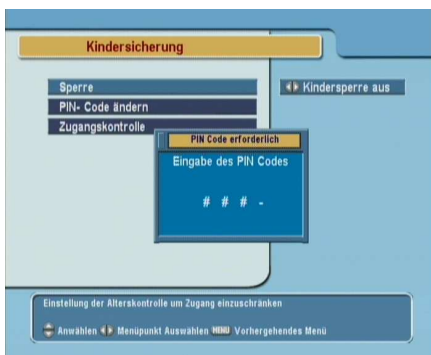 Kindersicherung
Sperre
Kindersperre aus
PIN- Code ändern
Zugangskontrolle
PIN Code erforderlich
Eingabe des PIN Codes
# # # -
Einstellung der Alterskontrolle um Zugang einzuschränken
Anwählen Menüpunkt Auswählen MENU Vorhergehendes Menü